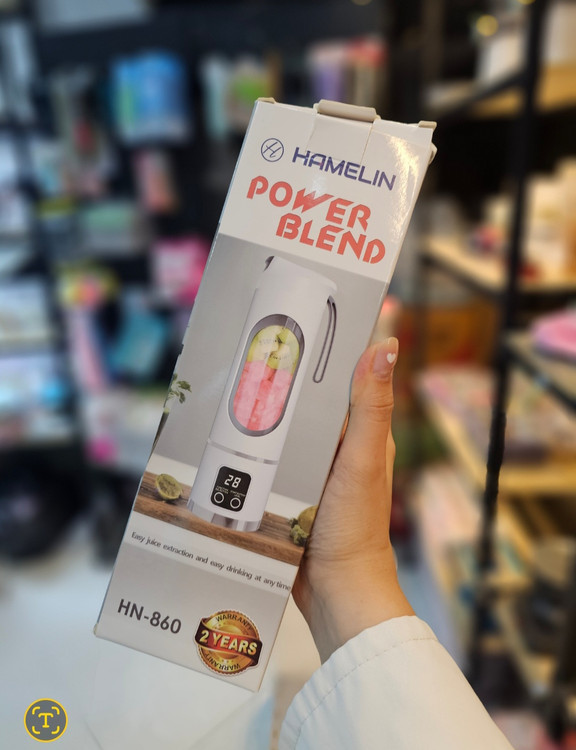 HAMELIN
POWER
BLEND
28
Easy juice extraction and easy drinking at any time
HN-860
WARRANTY
2 YEARS
WARRANTY
T